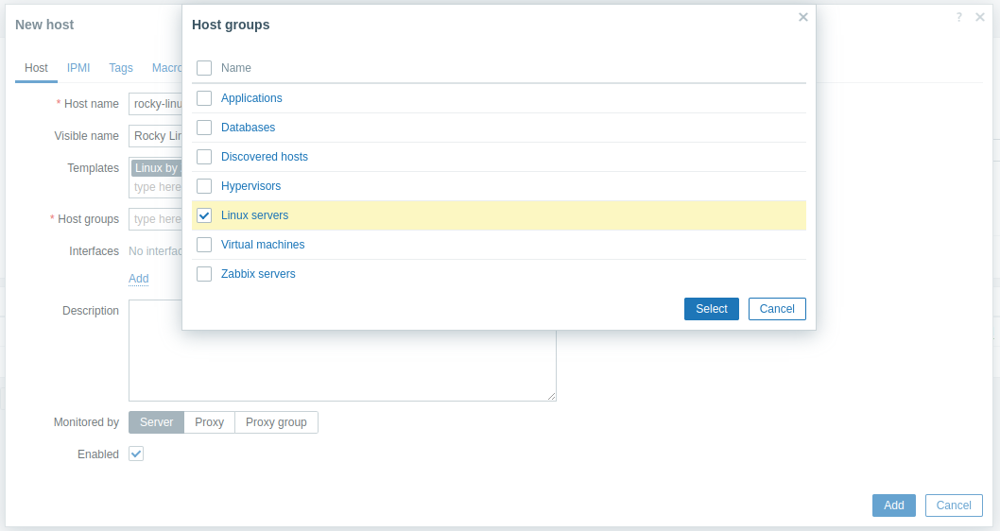 New host
Host groups
?
Host IPMI Tags Macro
Name
* Host name rocky-linu
Applications
Visible name Rocky Lin
Databases
Discovered hosts
Templates Linux by
type here
Hypervisors
* Host groups type here
Linux servers
Interfaces No interfac
Virtual machines
Add
Zabbix servers
Select Cancel
Description
Monitored by Server Proxy Proxy group
Enabled
Add Cancel